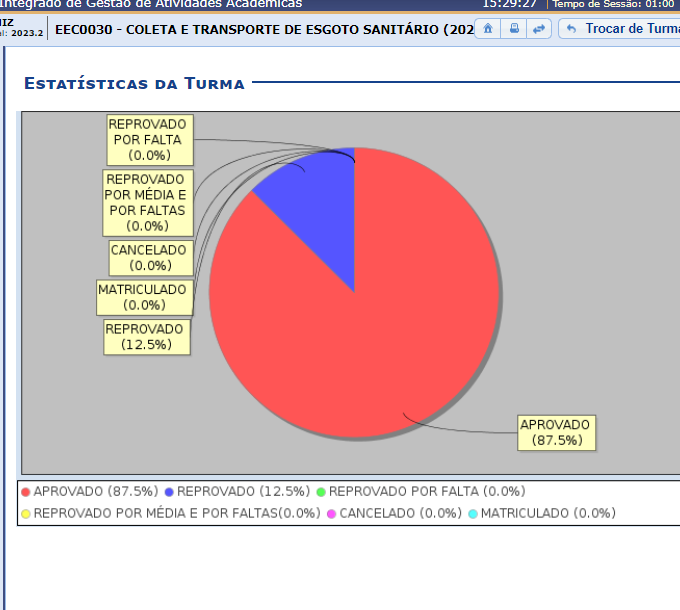 Integrado de Gestão de Atividades Acadêmicas 15:29:27 Tempo de Sessão: 01:00
2023.2 EEC0030 - COLETA E TRANSPORTE DE ESGOTO SANITÁRIO (202 Trocar de Turma
ESTATÍSTICAS DA TURMA
REPROVADO
POR FALTA
(0.0%)
REPROVADO
POR MÉDIA E
POR FALTAS
(0.0%)
CANCELADO
(0.0%)
MATRICULADO
(0.0%)
REPROVADO
(12.5%)
APROVADO
(87.5%)
APROVADO (87.5%) REPROVADO (12.5%) REPROVADO POR FALTA (0.0%)
REPROVADO POR MÉDIA E POR FALTAS(0.0%) CANCELADO (0.0%) MATRICULADO (0.0%)